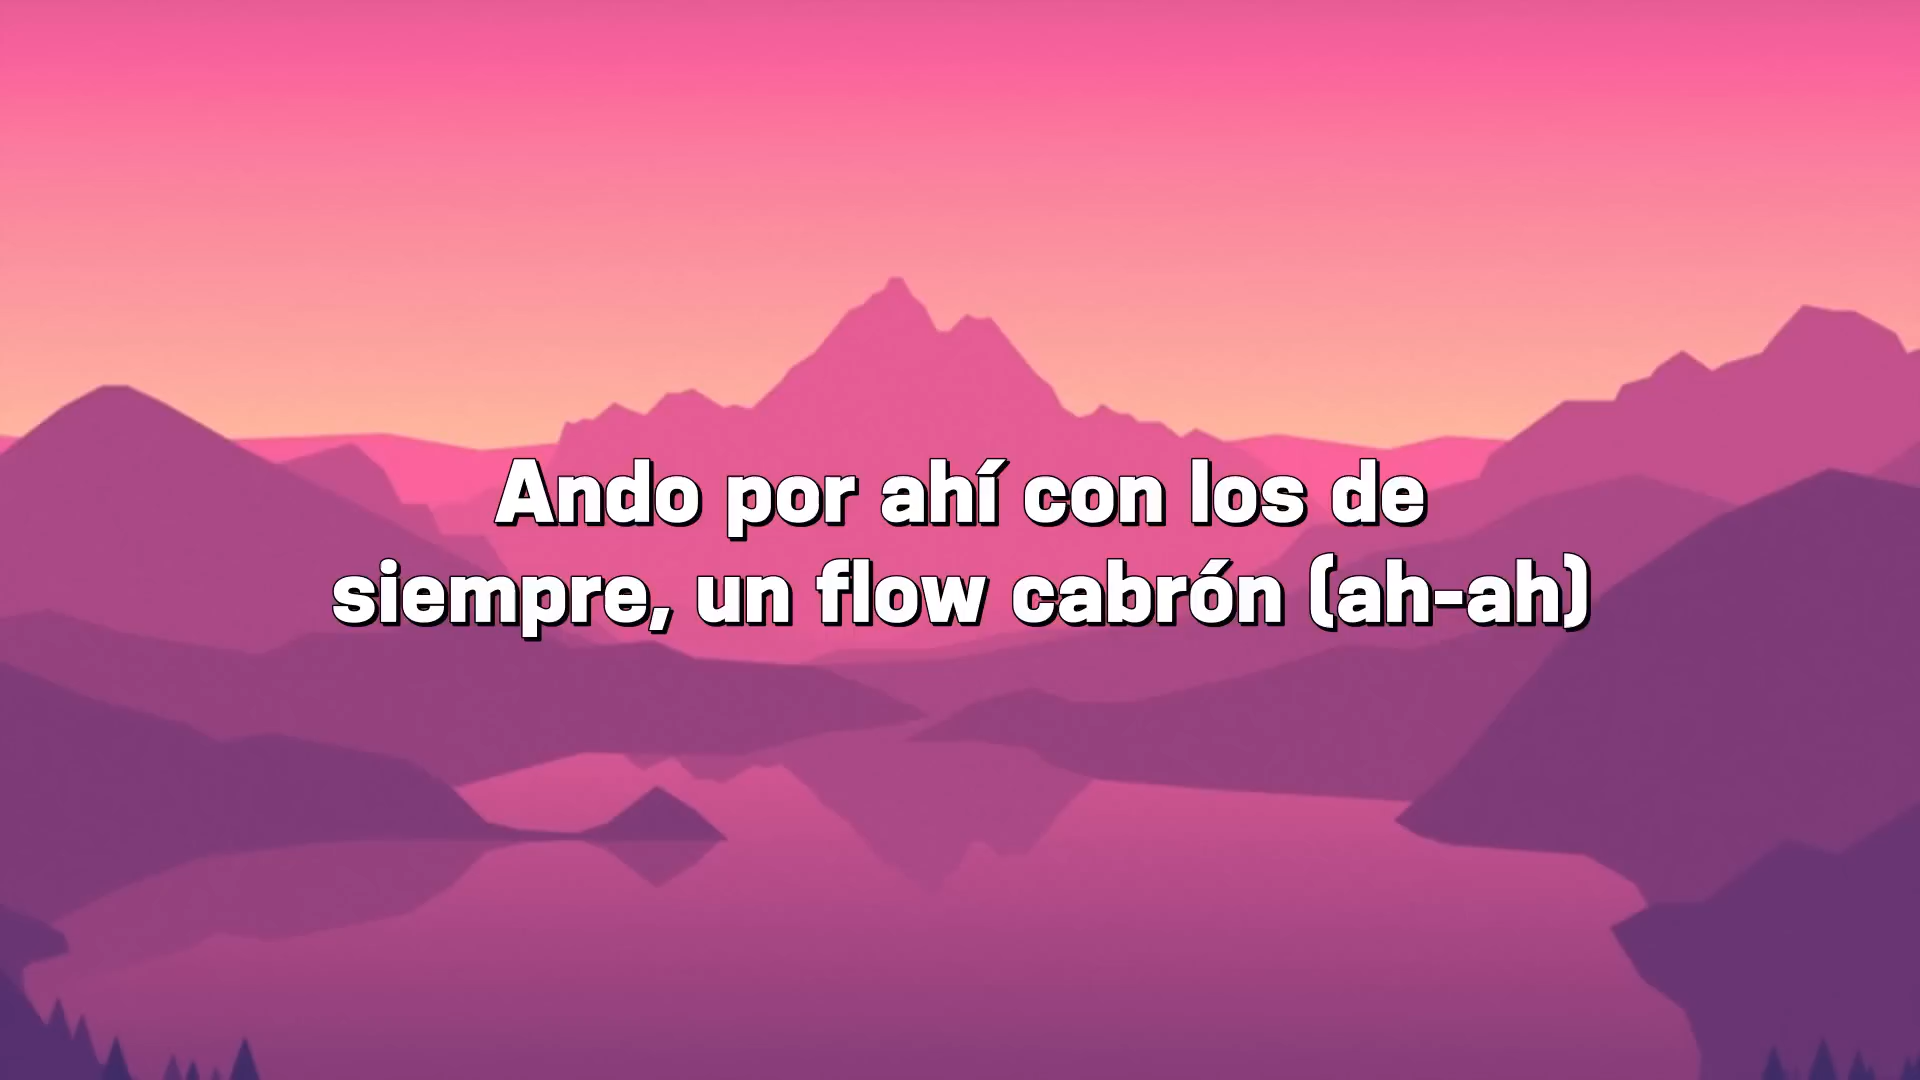 Ando por ahí con los de
siempre, un flow cabrón (ah-ah)